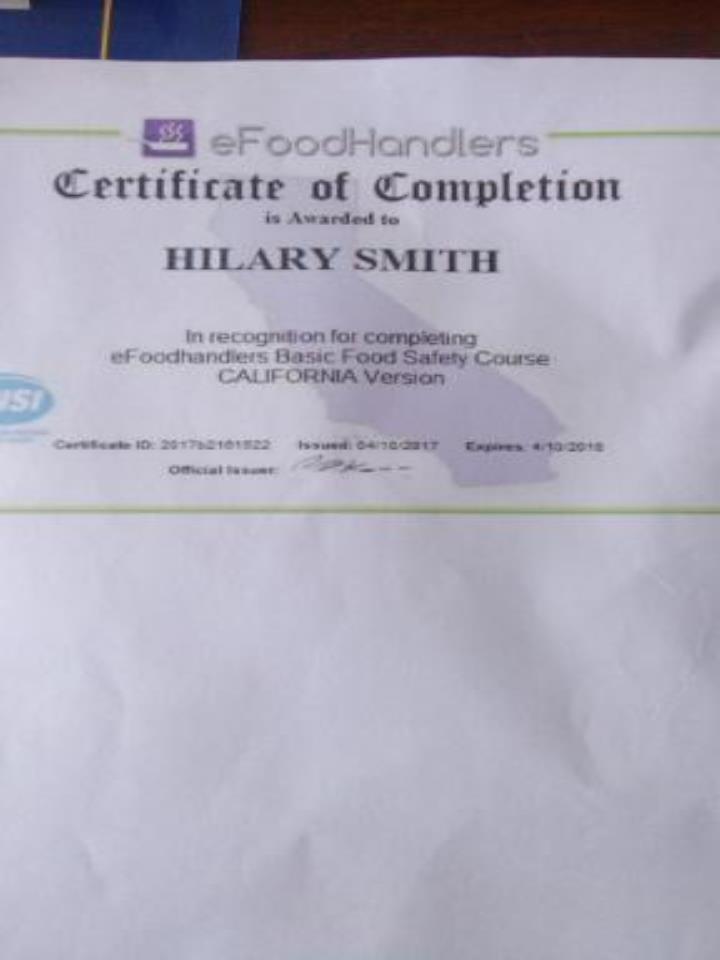 eFoodHandlers
Certificate of Completion
is Awarded to
HILARY SMITH
In recognition for completing
eFoodhandlers Basic Food Safety Course
CALIFORNIA Version
Certificate ID: Issued: 04/10/2017 Expires: 4/10/2018
Official Issuer: